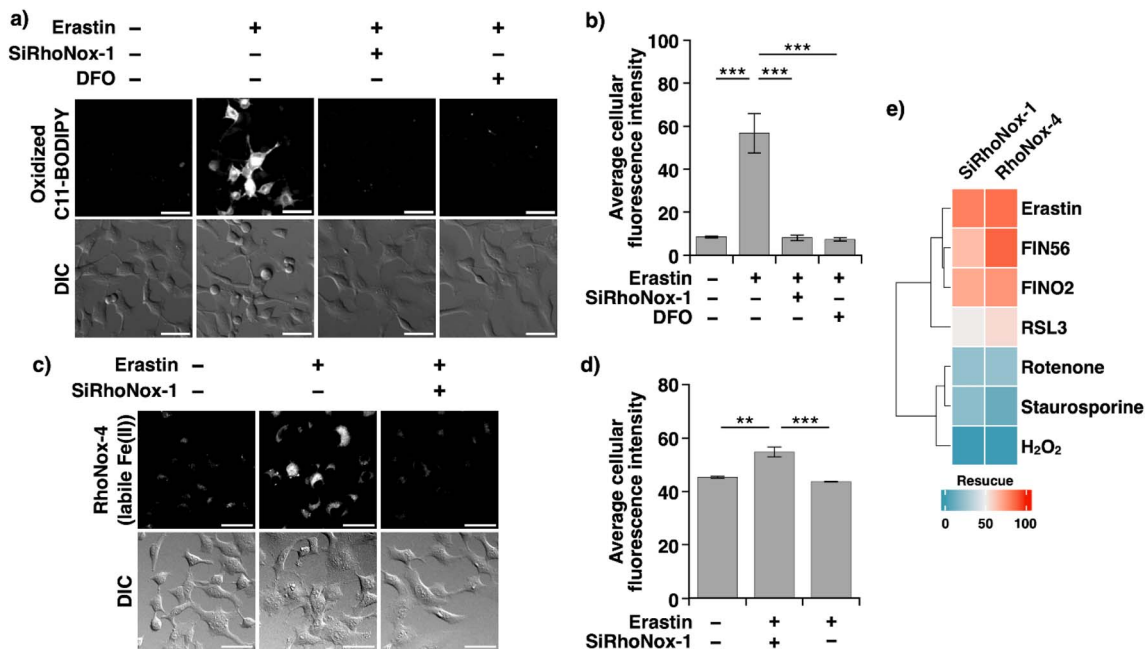 a)
Erastin – + + +
SiRhoNox-1 – – + –
DFO – – – +
Oxidized
C11-BODIPY
DIC
b)
Average cellular
fluorescence intensity
100
80
60
40
20
0
*** *** ***
Erastin – + + +
SiRhoNox-1 – – + –
DFO – – – +
c)
Erastin – + +
SiRhoNox-1 – – +
RhoNox-4
(labile Fe(II))
DIC
d)
Average cellular
fluorescence intensity
80
60
40
20
0
** ***
Erastin – + +
SiRhoNox-1 – + –
e)
SiRhoNox-1
RhoNox-4
Erastin
FIN56
FINO2
RSL3
Rotenone
Staurosporine
H₂O₂
Resucue
0 50 100